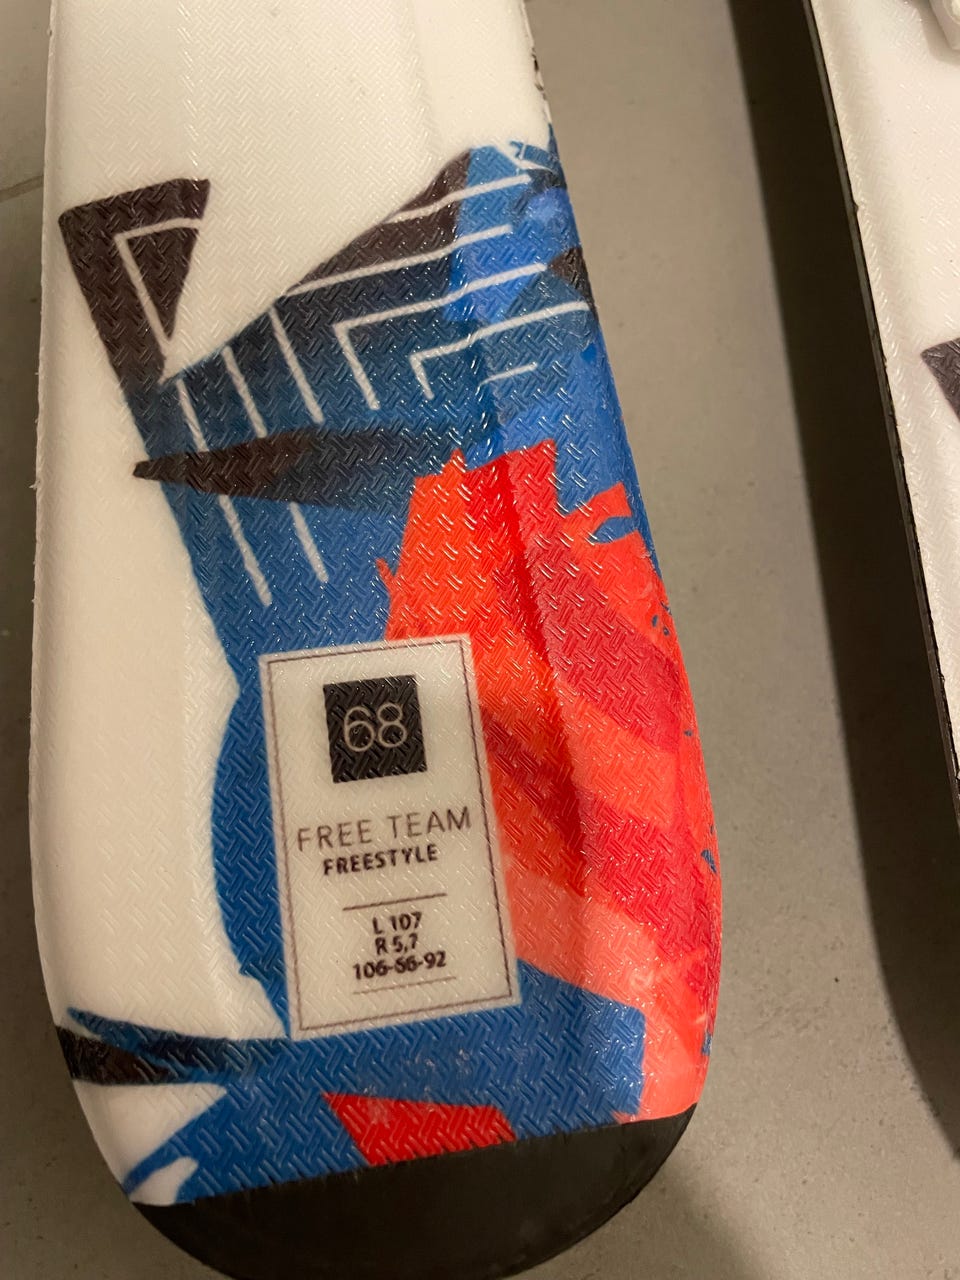 68
FREE TEAM
FREESTYLE
L 107
R 5,7
106-66-92